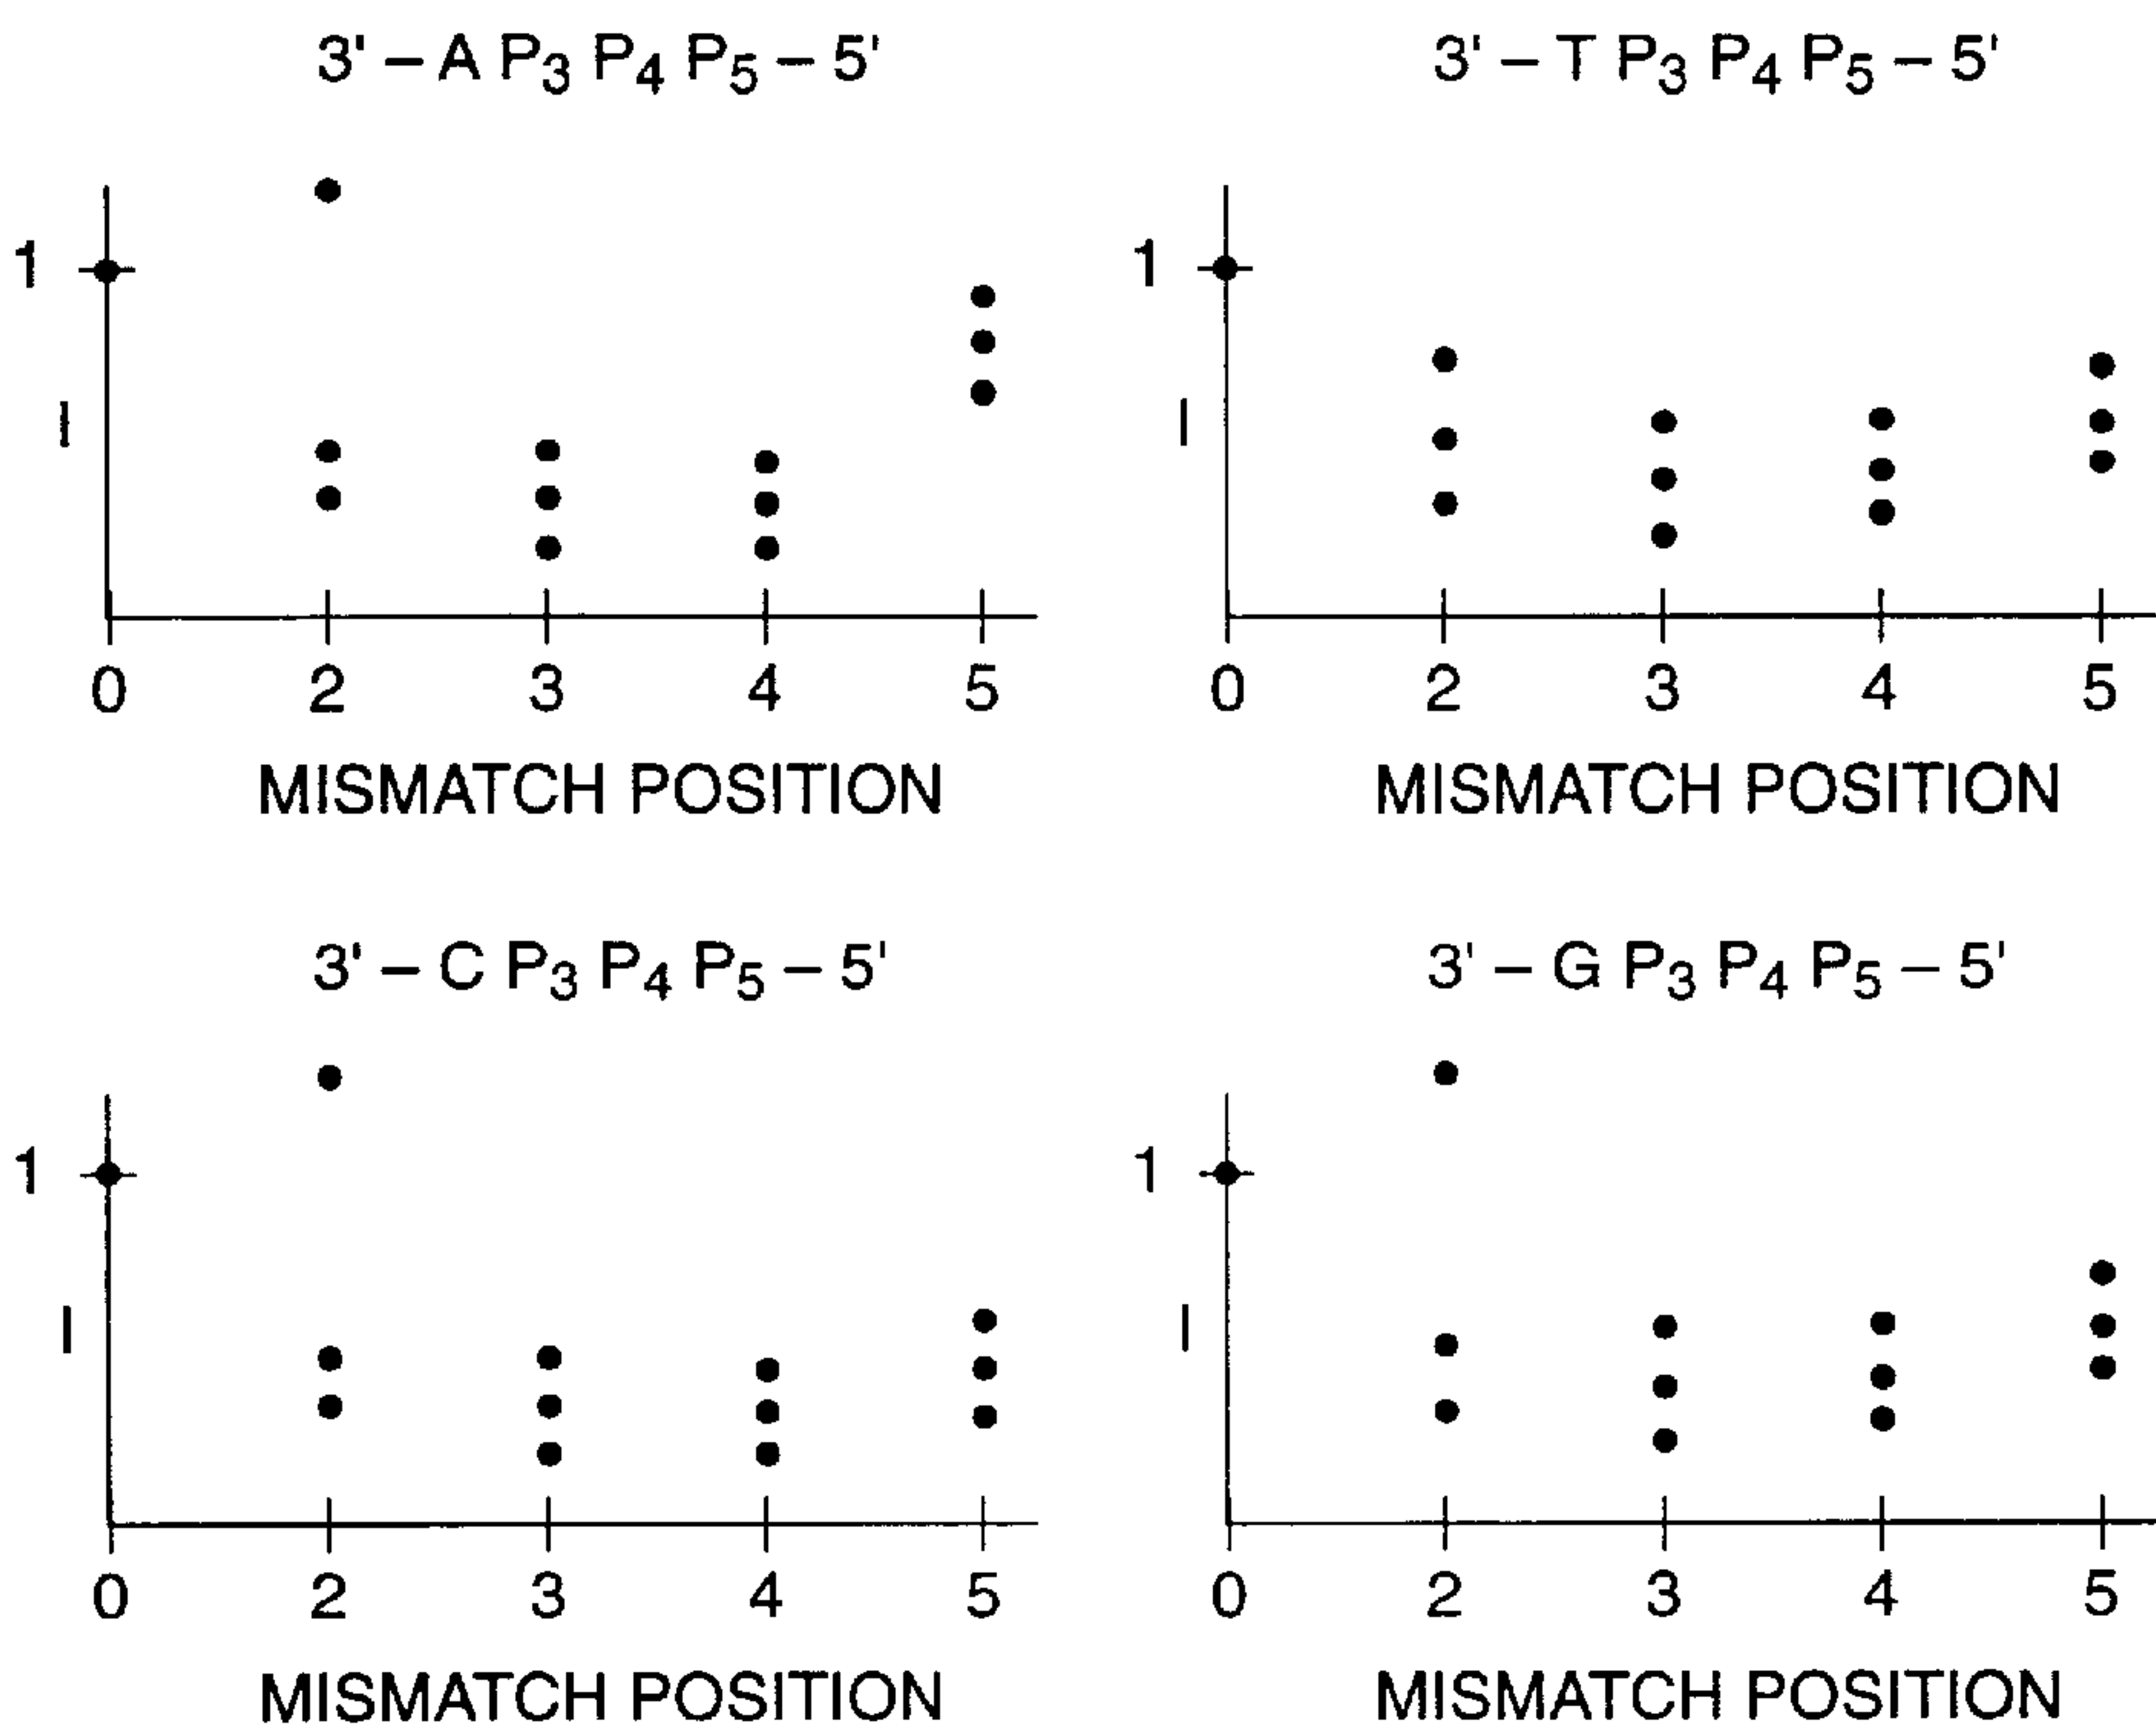 3' – A P₃ P₄ P₅ – 5'
1
I
0 2 3 4 5
MISMATCH POSITION
3' – T P₃ P₄ P₅ – 5'
1
I
0 2 3 4 5
MISMATCH POSITION
3' – C P₃ P₄ P₅ – 5'
1
I
0 2 3 4 5
MISMATCH POSITION
3' – G P₃ P₄ P₅ – 5'
1
I
0 2 3 4 5
MISMATCH POSITION